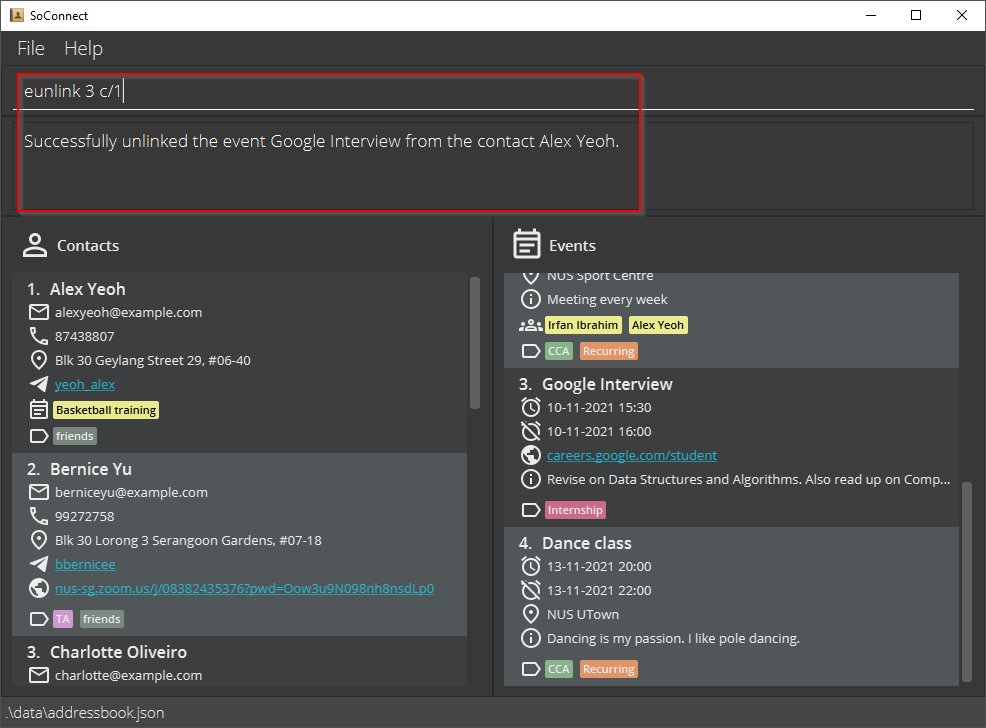 SoConnect
File Help
eunlink 3 c/1
Successfully unlinked the event Google Interview from the contact Alex Yeoh.
Contacts
1. Alex Yeoh
alexyeoh@example.com
87438807
Blk 30 Geylang Street 29, #06-40
yeoh_alex
Basketball training
friends
2. Bernice Yu
berniceyu@example.com
99272758
Blk 30 Lorong 3 Serangoon Gardens, #07-18
bbernicee
nus-sg.zoom.us/j/08382435376?pwd=Oow3u9N098nh8nsdLp0
TA friends
3. Charlotte Oliveiro
charlotte@example.com
Events
NUS Sport Centre
Meeting every week
Irfan Ibrahim Alex Yeoh
CCA Recurring
3. Google Interview
10-11-2021 15:30
10-11-2021 16:00
careers.google.com/student
Revise on Data Structures and Algorithms. Also read up on Comp...
Internship
4. Dance class
13-11-2021 20:00
13-11-2021 22:00
NUS UTown
Dancing is my passion. I like pole dancing.
CCA Recurring
.\data\addressbook.json